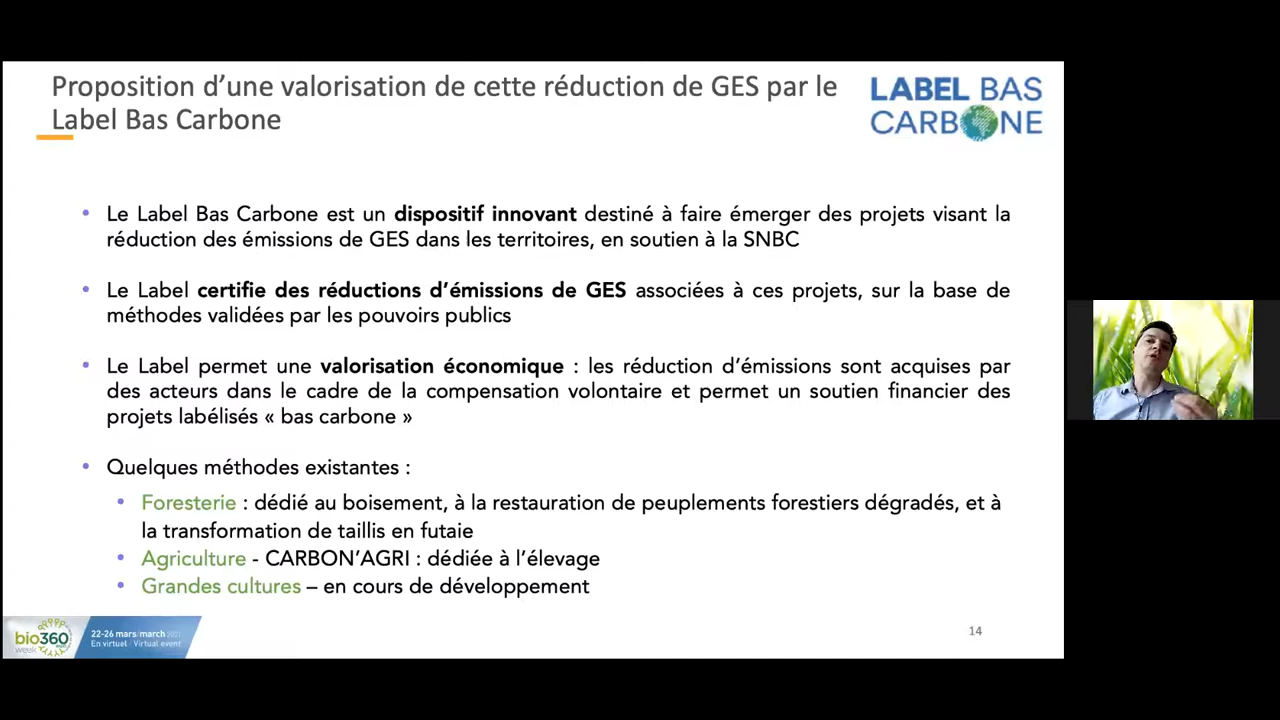 Proposition d’une valorisation de cette réduction de GES par le
Label Bas Carbone
LABEL BAS
CARBONE
• Le Label Bas Carbone est un dispositif innovant destiné à faire émerger des projets visant la
réduction des émissions de GES dans les territoires, en soutien à la SNBC
• Le Label certifie des réductions d’émissions de GES associées à ces projets, sur la base de
méthodes validées par les pouvoirs publics
• Le Label permet une valorisation économique : les réduction d’émissions sont acquises par
des acteurs dans le cadre de la compensation volontaire et permet un soutien financier des
projets labélisés « bas carbone »
• Quelques méthodes existantes :
• Foresterie : dédié au boisement, à la restauration de peuplements forestiers dégradés, et à
la transformation de taillis en futaie
• Agriculture - CARBON’AGRI : dédiée à l’élevage
• Grandes cultures – en cours de développement
bio360
week
22-26 mars/march
En virtuel / Virtual event
14